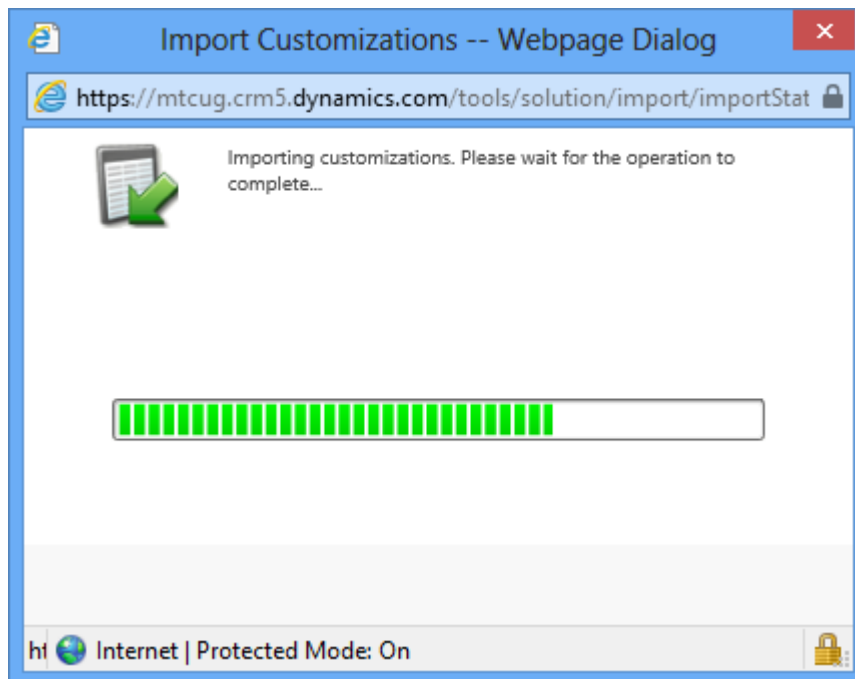 Import Customizations -- Webpage Dialog
https://mtcug.crm5.dynamics.com/tools/solution/import/importStat
Importing customizations. Please wait for the operation to
complete...
ht Internet | Protected Mode: On